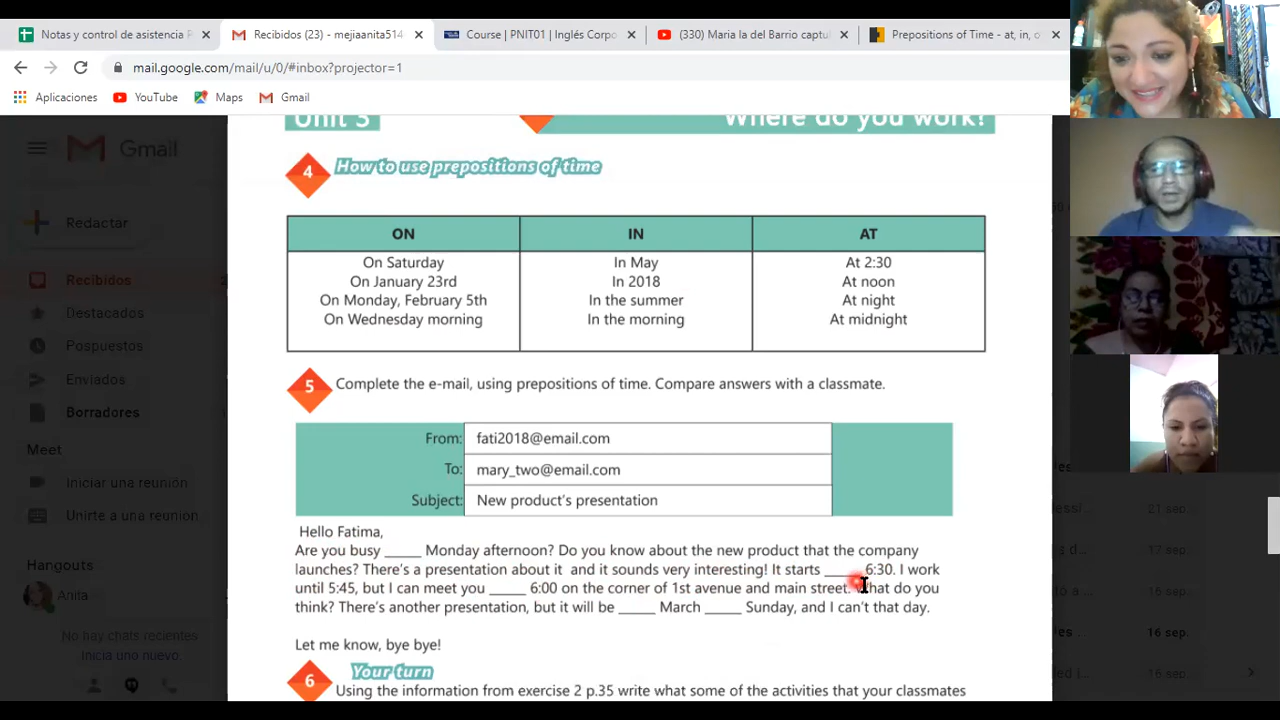 Notas y control de asistencia
Recibidos (23) - mejiaanita514
Course | PNIT01 | Inglés Corpo
(330) Maria la del Barrio captul
Prepositions of Time - at, in, o
mail.google.com/mail/u/0/#inbox?projector=1
Aplicaciones
YouTube
Maps
Gmail
Gmail
Redactar
Recibidos
Destacados
Pospuestos
Enviados
Borradores
Meet
Iniciar una reunión
Unirte a una reunión
Hangouts
Anita
No hay chats recientes
Inicia uno nuevo
Unit 3
Where do you work?
4
How to use prepositions of time
ON IN AT
On Saturday In May At 2:30
On January 23rd In 2018 At noon
On Monday, February 5th In the summer At night
On Wednesday morning In the morning At midnight
5
Complete the e-mail, using prepositions of time. Compare answers with a classmate.
From: fati2018@email.com
To: mary_two@email.com
Subject: New product's presentation
Hello Fatima,
Are you busy _____ Monday afternoon? Do you know about the new product that the company
launches? There's a presentation about it and it sounds very interesting! It starts _____ 6:30. I work
until 5:45, but I can meet you _____ 6:00 on the corner of 1st avenue and main street. What do you
think? There's another presentation, but it will be _____ March _____ Sunday, and I can't that day.
Let me know, bye bye!
6
Your turn
Using the information from exercise 2 p.35 write what some of the activities that your classmates
21 sep.
16 sep.